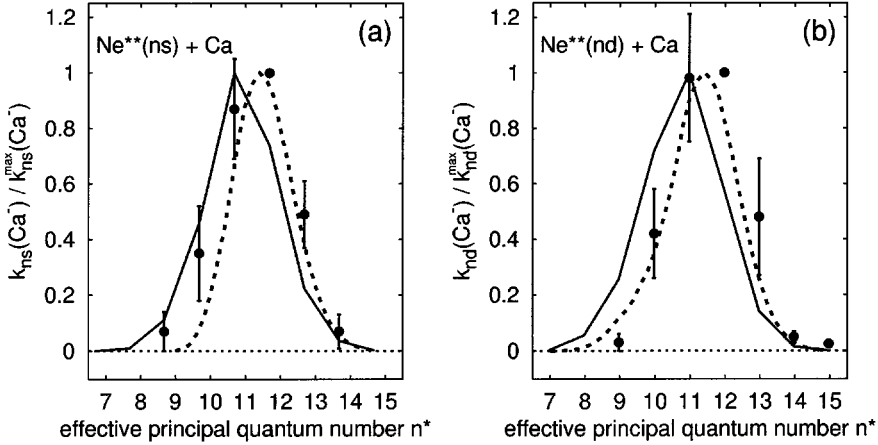 1.2
1
0.8
0.6
0.4
0.2
0
k_ns(Ca⁻) / k_ns^max(Ca⁻)
Ne**(ns) + Ca
(a)
7 8 9 10 11 12 13 14 15
effective principal quantum number n*
1.2
1
0.8
0.6
0.4
0.2
0
k_nd(Ca⁻) / k_nd^max(Ca⁻)
Ne**(nd) + Ca
(b)
7 8 9 10 11 12 13 14 15
effective principal quantum number n*